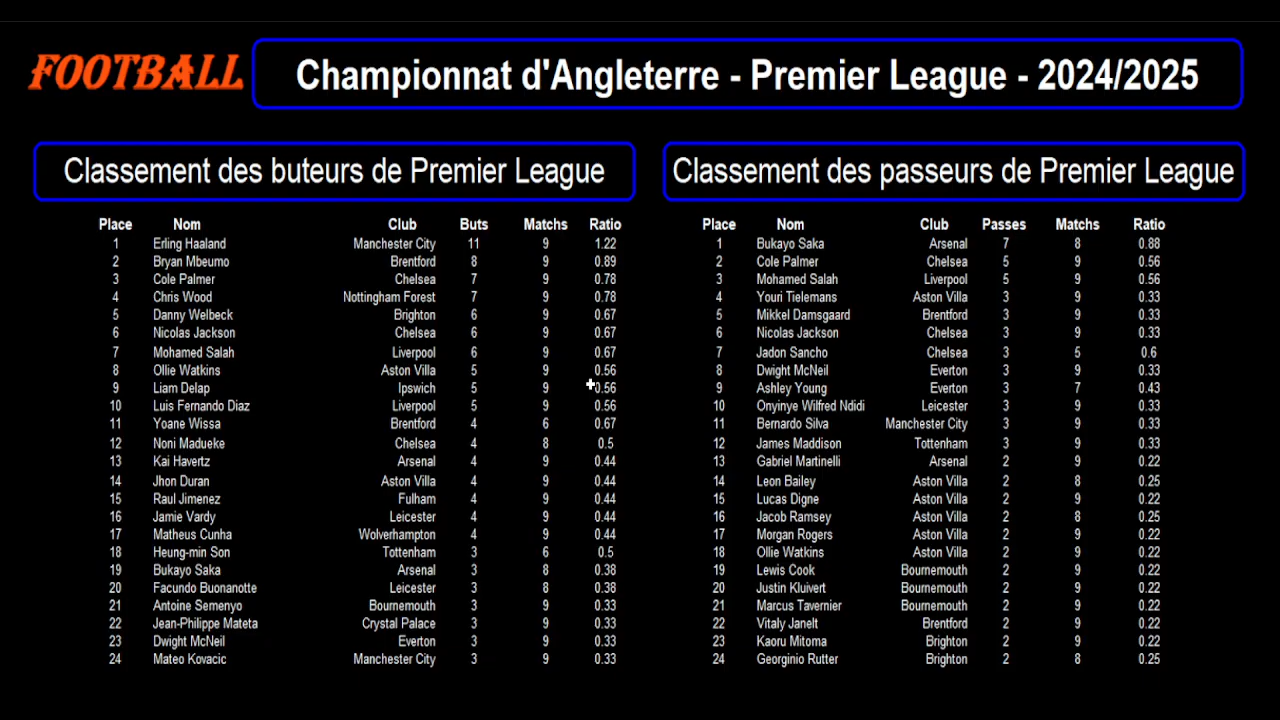 FOOTBALL
Championnat d'Angleterre - Premier League - 2024/2025
Classement des buteurs de Premier League
Place Nom Club Buts Matchs Ratio
1 Erling Haaland Manchester City 11 9 1.22
2 Bryan Mbeumo Brentford 8 9 0.89
3 Cole Palmer Chelsea 7 9 0.78
4 Chris Wood Nottingham Forest 7 9 0.78
5 Danny Welbeck Brighton 6 9 0.67
6 Nicolas Jackson Chelsea 6 9 0.67
7 Mohamed Salah Liverpool 6 9 0.67
8 Ollie Watkins Aston Villa 5 9 0.56
9 Liam Delap Ipswich 5 9 0.56
10 Luis Fernando Diaz Liverpool 5 9 0.56
11 Yoane Wissa Brentford 4 6 0.67
12 Noni Madueke Chelsea 4 8 0.5
13 Kai Havertz Arsenal 4 9 0.44
14 Jhon Duran Aston Villa 4 9 0.44
15 Raul Jimenez Fulham 4 9 0.44
16 Jamie Vardy Leicester 4 9 0.44
17 Matheus Cunha Wolverhampton 4 9 0.44
18 Heung-min Son Tottenham 3 6 0.5
19 Bukayo Saka Arsenal 3 8 0.38
20 Facundo Buonanotte Leicester 3 8 0.38
21 Antoine Semenyo Bournemouth 3 9 0.33
22 Jean-Philippe Mateta Crystal Palace 3 9 0.33
23 Dwight McNeil Everton 3 9 0.33
24 Mateo Kovacic Manchester City 3 9 0.33
Classement des passeurs de Premier League
Place Nom Club Passes Matchs Ratio
1 Bukayo Saka Arsenal 7 8 0.88
2 Cole Palmer Chelsea 5 9 0.56
3 Mohamed Salah Liverpool 5 9 0.56
4 Youri Tielemans Aston Villa 3 9 0.33
5 Mikkel Damsgaard Brentford 3 9 0.33
6 Nicolas Jackson Chelsea 3 9 0.33
7 Jadon Sancho Chelsea 3 5 0.6
8 Dwight McNeil Everton 3 9 0.33
9 Ashley Young Everton 3 7 0.43
10 Onyinye Wilfred Ndidi Leicester 3 9 0.33
11 Bernardo Silva Manchester City 3 9 0.33
12 James Maddison Tottenham 3 9 0.33
13 Gabriel Martinelli Arsenal 2 9 0.22
14 Leon Bailey Aston Villa 2 8 0.25
15 Lucas Digne Aston Villa 2 9 0.22
16 Jacob Ramsey Aston Villa 2 8 0.25
17 Morgan Rogers Aston Villa 2 9 0.22
18 Ollie Watkins Aston Villa 2 9 0.22
19 Lewis Cook Bournemouth 2 9 0.22
20 Justin Kluivert Bournemouth 2 9 0.22
21 Marcus Tavernier Bournemouth 2 9 0.22
22 Vitaly Janelt Brentford 2 9 0.22
23 Kaoru Mitoma Brighton 2 9 0.22
24 Georginio Rutter Brighton 2 8 0.25